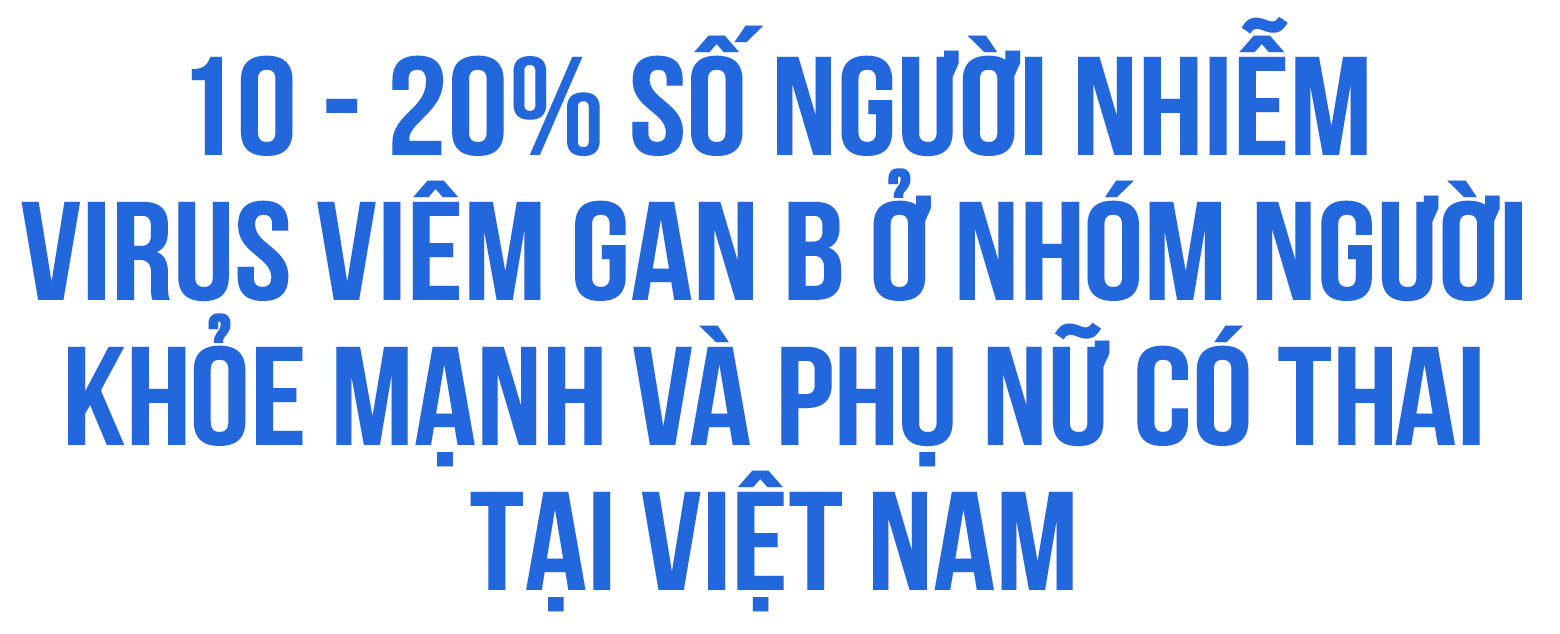 10 - 20% SỐ NGƯỜI NHIỄM
VIRUS VIÊM GAN B Ở NHÓM NGƯỜI
KHỎE MẠNH VÀ PHỤ NỮ CÓ THAI
TẠI VIỆT NAM